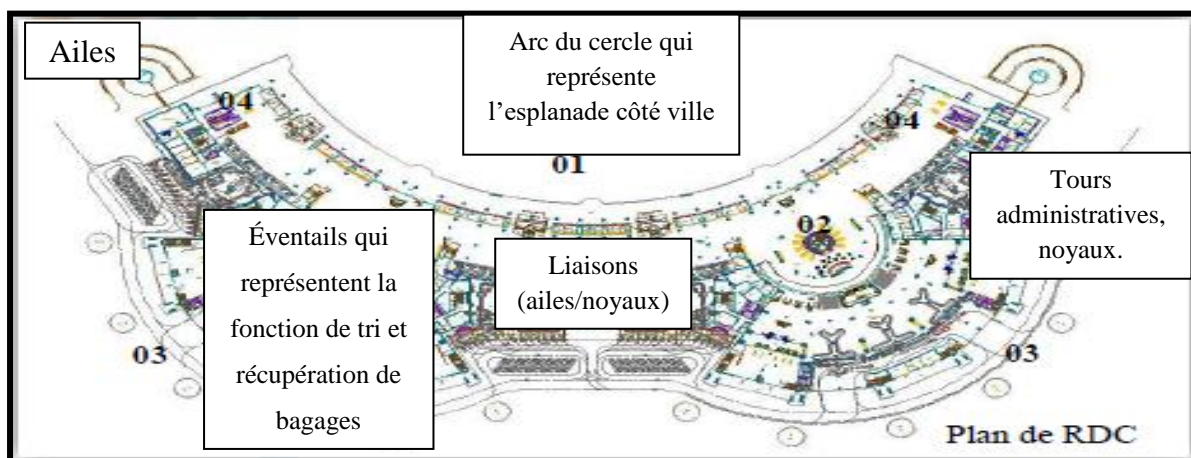 Ailes
Arc du cercle qui
représente
l’esplanade côté ville
04
04
01
Tours
administratives,
noyaux.
02
Éventails qui
représentent la
fonction de tri et
récupération de
bagages
Liaisons
(ailes/noyaux)
03
03
Plan de RDC